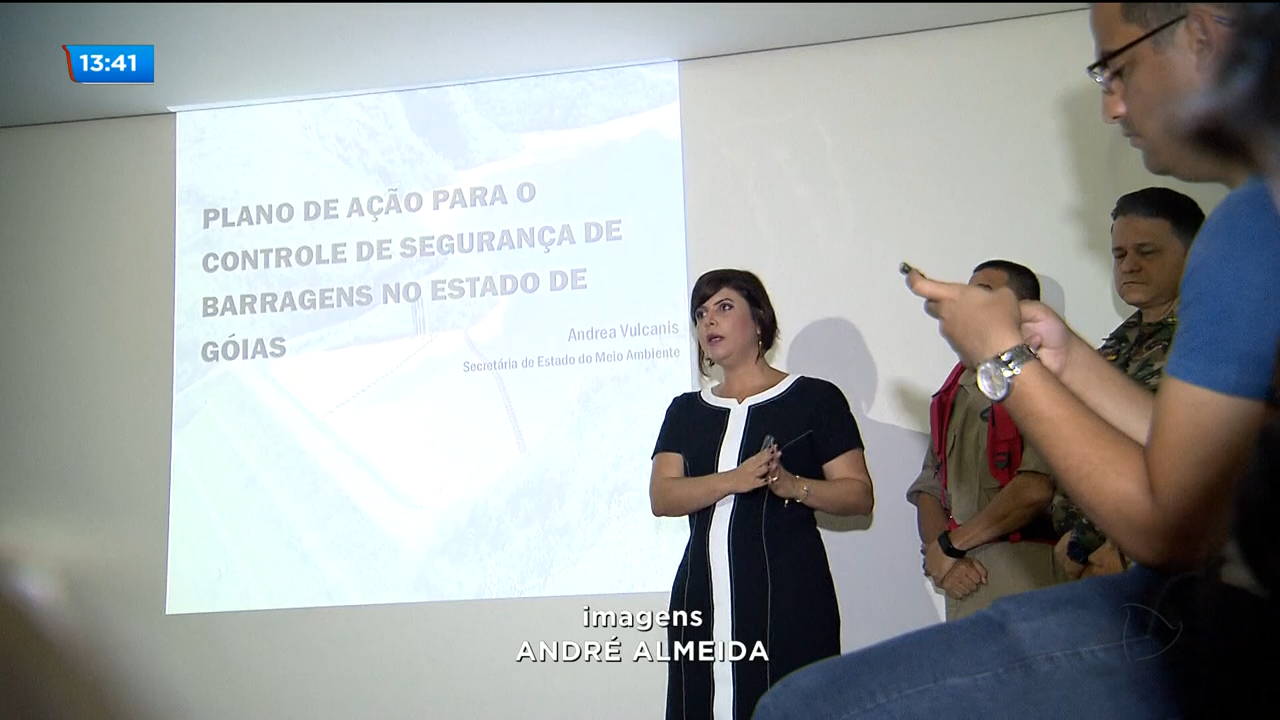 13:41
PLANO DE AÇÃO PARA O
CONTROLE DE SEGURANÇA DE
BARRAGENS NO ESTADO DE
GÓIAS
Andrea Vulcanis
Secretária de Estado do Meio Ambiente
imagens
ANDRÉ ALMEIDA